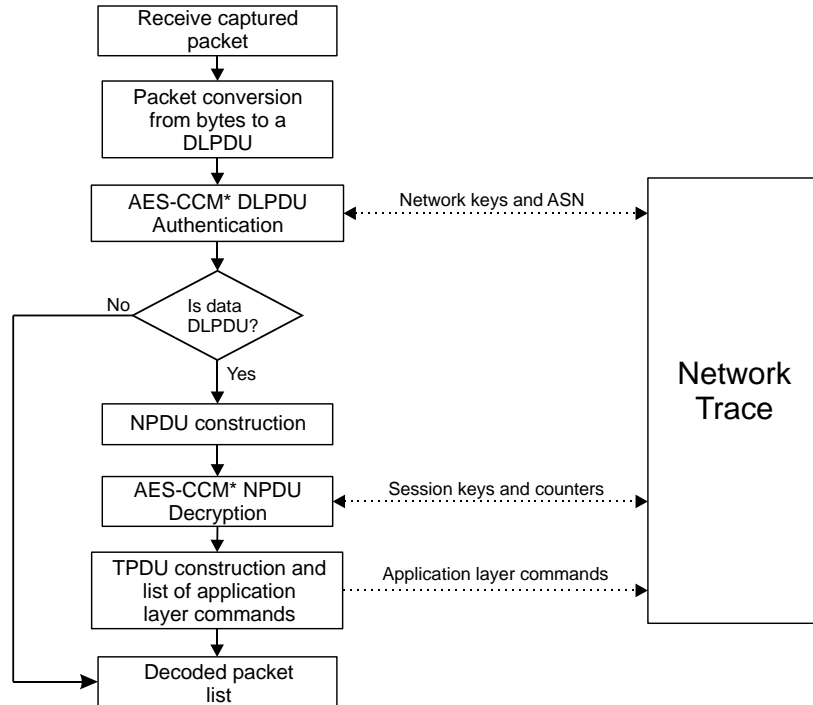 Receive captured
packet
Packet conversion
from bytes to a
DLPDU
AES-CCM* DLPDU
Authentication
Network keys and ASN
No
Is data
DLPDU?
Yes
Network
Trace
NPDU construction
AES-CCM* NPDU
Decryption
Session keys and counters
TPDU construction and
list of application
layer commands
Application layer commands
Decoded packet
list